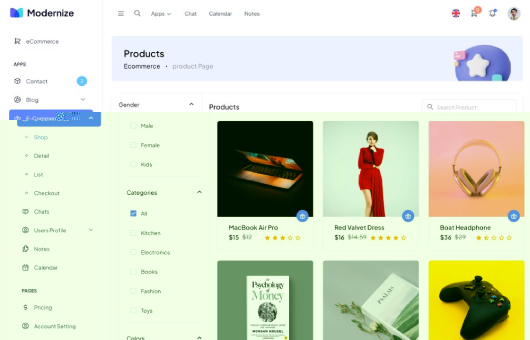 Modernize
Apps
Chat
Calendar
Notes
eCommerce
APPS
Contact
Blog
Shop
Detail
List
Checkout
Chats
Users Profile
Notes
Calendar
PAGES
Pricing
Account Setting
Products
Ecommerce • product Page
Gender
Male
Female
Kids
Categories
All
Kitchen
Electronics
Books
Fashion
Toys
Colors
Products
Search Product
MacBook Air Pro
$15 $12
Red Valvet Dress
$16 $14.59
Boat Headphone
$36 $29
The Psychology of Money
MORGAN HOUSEL
PSALMS